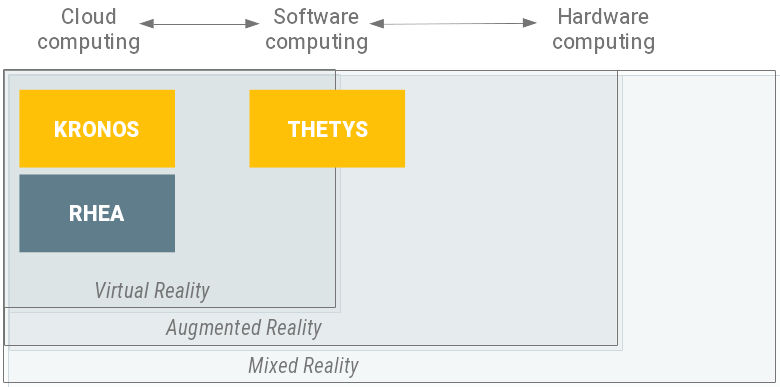 Cloud
computing
Software
computing
Hardware
computing
KRONOS
THETYS
RHEA
Virtual Reality
Augmented Reality
Mixed Reality